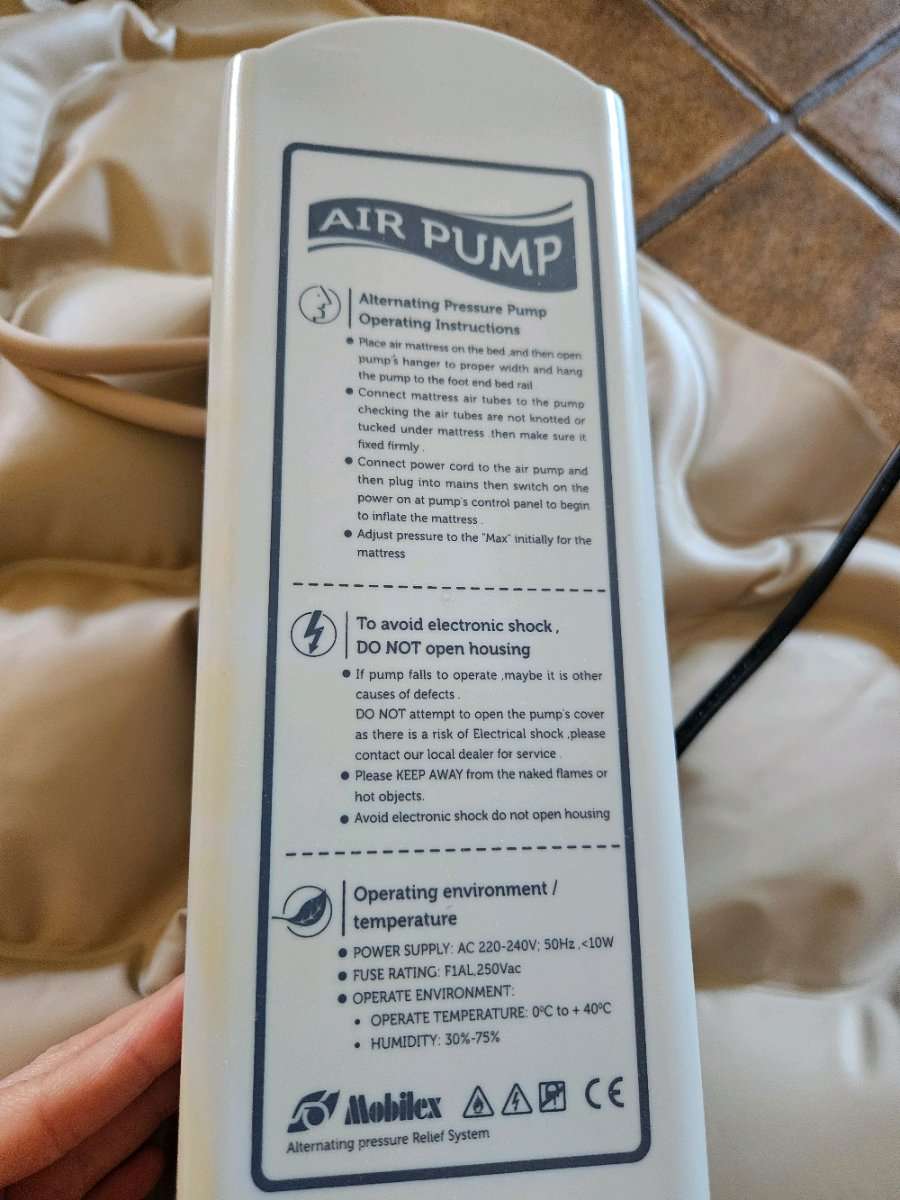 AIR PUMP
Alternating Pressure Pump
Operating Instructions
● Place air mattress on the bed ,and then open
pump's hanger to proper width and hang
the pump to the foot end bed rail
● Connect mattress air tubes to the pump
checking the air tubes are not knotted or
tucked under mattress .then make sure it
fixed firmly .
● Connect power cord to the air pump and
then plug into mains then switch on the
power on at pump's control panel to begin
to inflate the mattress .
● Adjust pressure to the "Max" initially for the
mattress
To avoid electronic shock ,
DO NOT open housing
● If pump falls to operate ,maybe it is other
causes of defects .
DO NOT attempt to open the pump's cover
as there is a risk of Electrical shock ,please
contact our local dealer for service .
● Please KEEP AWAY from the naked flames or
hot objects.
● Avoid electronic shock do not open housing
Operating environment /
temperature
● POWER SUPPLY: AC 220-240V; 50Hz ,<10W
● FUSE RATING: F1AL,250Vac
● OPERATE ENVIRONMENT:
• OPERATE TEMPERATURE: 0ºC to + 40ºC
• HUMIDITY: 30%-75%
Mobilex CE
Alternating pressure Relief System